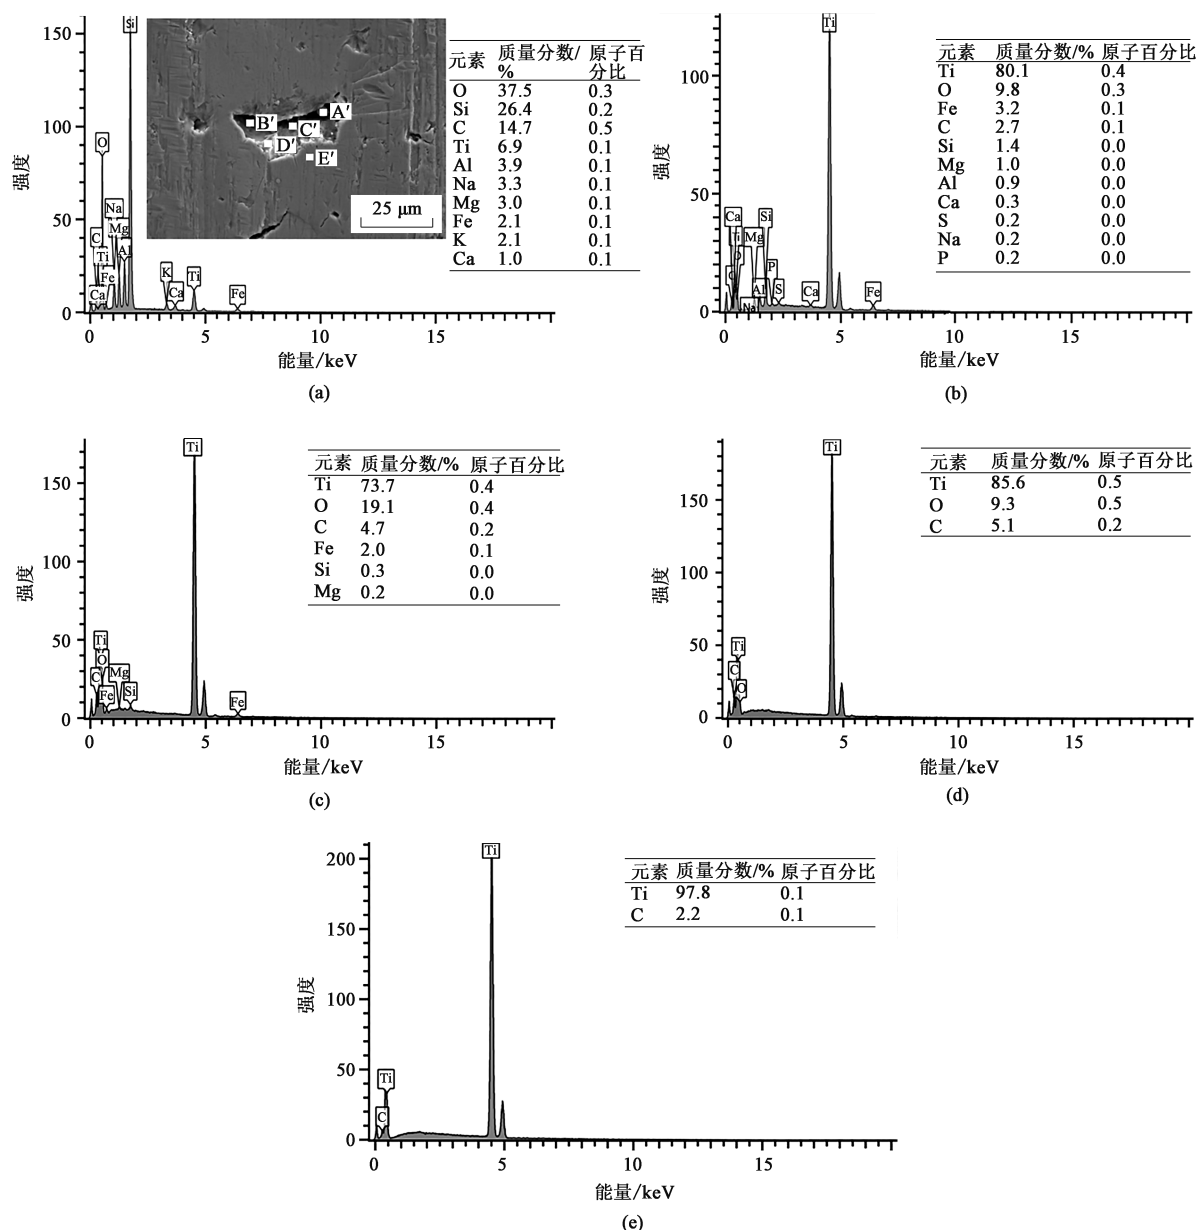 150
100
50
0
强度
Si
O
Na
C
Mg
Ti
Al
Fe
Ca
K
Ca
Ti
Fe
A′
B′
C′
D′
E′
25 μm
元素 质量分数/% 原子百分比
O 37.5 0.3
Si 26.4 0.2
C 14.7 0.5
Ti 6.9 0.1
Al 3.9 0.1
Na 3.3 0.1
Mg 3.0 0.1
Fe 2.1 0.1
K 2.1 0.1
Ca 1.0 0.1
0 5 10 15
能量/keV
(a)
100
50
0
强度
Ti
Ca
Si
Ti
Mg
O
P
C
Al
S
Na
Ca
Fe
元素 质量分数/% 原子百分比
Ti 80.1 0.4
O 9.8 0.3
Fe 3.2 0.1
C 2.7 0.1
Si 1.4 0.0
Mg 1.0 0.0
Al 0.9 0.0
Ca 0.3 0.0
S 0.2 0.0
Na 0.2 0.0
P 0.2 0.0
0 5 10 15
能量/keV
(b)
150
100
50
0
强度
Ti
Ti
O
C
Mg
Fe
Si
Fe
元素 质量分数/% 原子百分比
Ti 73.7 0.4
O 19.1 0.4
C 4.7 0.2
Fe 2.0 0.1
Si 0.3 0.0
Mg 0.2 0.0
0 5 10 15
能量/keV
(c)
150
100
50
0
强度
Ti
Ti
C
O
元素 质量分数/% 原子百分比
Ti 85.6 0.5
O 9.3 0.5
C 5.1 0.2
0 5 10 15
能量/keV
(d)
200
150
100
50
0
强度
Ti
Ti
C
元素 质量分数/% 原子百分比
Ti 97.8 0.1
C 2.2 0.1
0 5 10 15
能量/keV
(e)